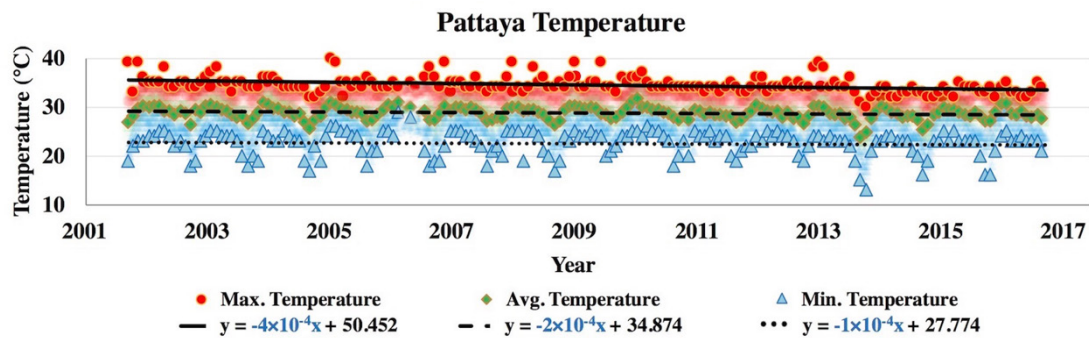 Pattaya Temperature
Temperature (°C)
40
30
20
10
2001 2003 2005 2007 2009 2011 2013 2015 2017
Year
Max. Temperature Avg. Temperature Min. Temperature
y = -4×10⁻⁴x + 50.452 y = -2×10⁻⁴x + 34.874 y = -1×10⁻⁴x + 27.774